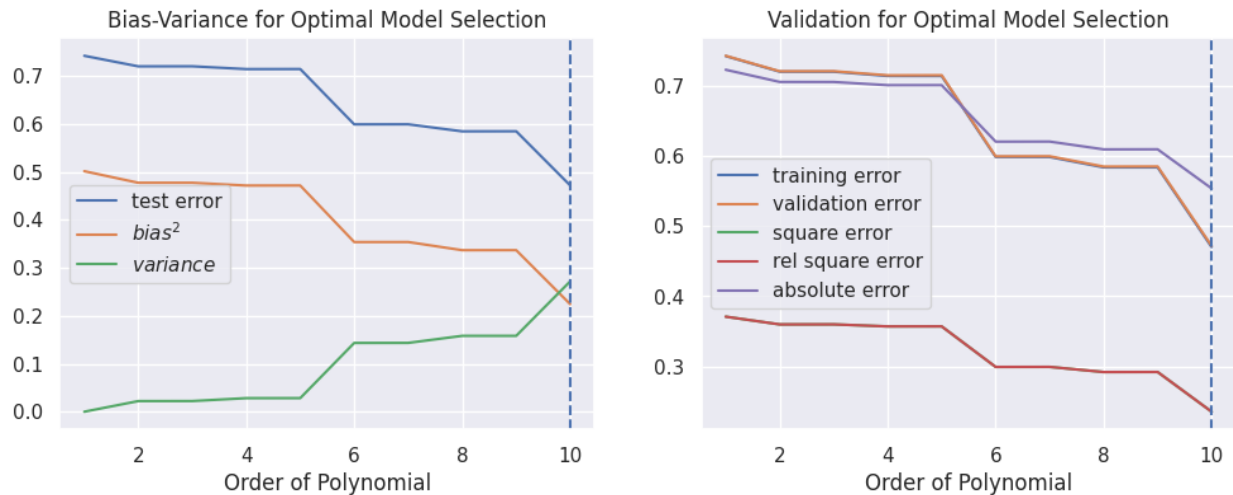 Bias-Variance for Optimal Model Selection
0.7
0.6
0.5
0.4
0.3
0.2
0.1
0.0
test error
bias²
variance
2 4 6 8 10
Order of Polynomial
Validation for Optimal Model Selection
0.7
0.6
0.5
0.4
0.3
training error
validation error
square error
rel square error
absolute error
2 4 6 8 10
Order of Polynomial